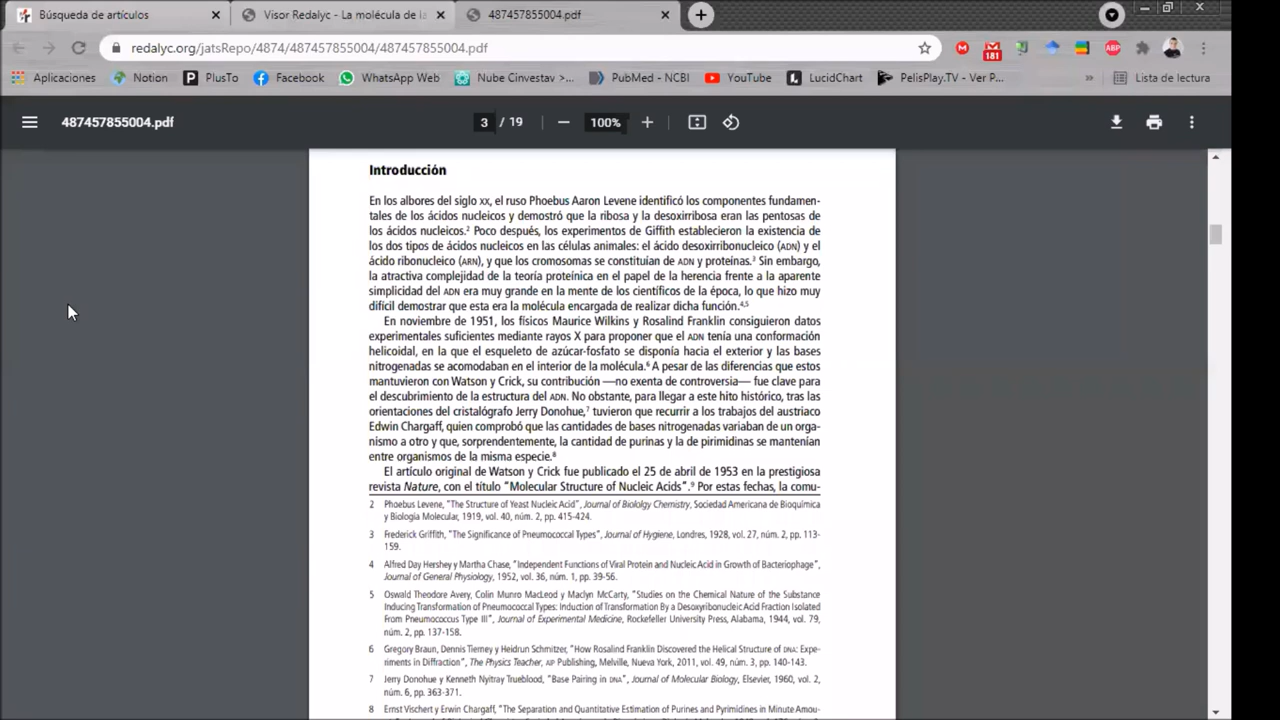 Búsqueda de artículos
Visor Redalyc - La molécula de la
487457855004.pdf
redalyc.org/jatsRepo/4874/487457855004/487457855004.pdf
181
ABP
Aplicaciones
Notion
PlusTo
Facebook
WhatsApp Web
Nube Cinvestav >...
PubMed - NCBI
YouTube
LucidChart
PelisPlay.TV - Ver P...
»
Lista de lectura
487457855004.pdf
3 / 19
100%
Introducción
En los albores del siglo XX, el ruso Phoebus Aaron Levene identificó los componentes fundamen-
tales de los ácidos nucleicos y demostró que la ribosa y la desoxirribosa eran las pentosas de
los ácidos nucleicos.2 Poco después, los experimentos de Giffith establecieron la existencia de
los dos tipos de ácidos nucleicos en las células animales: el ácido desoxirribonucleico (ADN) y el
ácido ribonucleico (ARN), y que los cromosomas se constituían de ADN y proteínas.3 Sin embargo,
la atractiva complejidad de la teoría proteínica en el papel de la herencia frente a la aparente
simplicidad del ADN era muy grande en la mente de los científicos de la época, lo que hizo muy
difícil demostrar que esta era la molécula encargada de realizar dicha función.4,5
En noviembre de 1951, los físicos Maurice Wilkins y Rosalind Franklin consiguieron datos
experimentales suficientes mediante rayos X para proponer que el ADN tenía una conformación
helicoidal, en la que el esqueleto de azúcar-fosfato se disponía hacia el exterior y las bases
nitrogenadas se acomodaban en el interior de la molécula.6 A pesar de las diferencias que estos
mantuvieron con Watson y Crick, su contribución —no exenta de controversia— fue clave para
el descubrimiento de la estructura del ADN. No obstante, para llegar a este hito histórico, tras las
orientaciones del cristalógrafo Jerry Donohue,7 tuvieron que recurrir a los trabajos del austriaco
Edwin Chargaff, quien comprobó que las cantidades de bases nitrogenadas variaban de un orga-
nismo a otro y que, sorprendentemente, la cantidad de purinas y la de pirimidinas se mantenían
entre organismos de la misma especie.8
El artículo original de Watson y Crick fue publicado el 25 de abril de 1953 en la prestigiosa
revista Nature, con el título "Molecular Structure of Nucleic Acids".9 Por estas fechas, la comu-
2 Phoebus Levene, "The Structure of Yeast Nucleic Acid", Journal of Biololgy Chemistry, Sociedad Americana de Bioquímica
y Biologia Molecular, 1919, vol. 40, núm. 2, pp. 415-424.
3 Frederick Griffith, "The Significance of Pneumococcal Types", Journal of Hygiene, Londres, 1928, vol. 27, núm. 2, pp. 113-
159.
4 Alfred Day Hershey y Martha Chase, "Independent Functions of Viral Protein and Nucleic Acid in Growth of Bacteriophage",
Journal of General Physiology, 1952, vol. 36, núm. 1, pp. 39-56.
5 Oswald Theodore Avery, Colin Munro MacLeod y Maclyn McCarty, "Studies on the Chemical Nature of the Substance
Inducing Transformation of Pneumococcal Types: Induction of Transformation By a Desoxyribonucleic Acid Fraction Isolated
From Pneumococcus Type III", Journal of Experimental Medicine, Rockefeller University Press, Alabama, 1944, vol. 79,
núm. 2, pp. 137-158.
6 Gregory Braun, Dennis Tierney y Heidrun Schmitzer, "How Rosalind Franklin Discovered the Helical Structure of DNA: Expe-
riments in Diffraction", The Physics Teacher, AIP Publishing, Melville, Nueva York, 2011, vol. 49, núm. 3, pp. 140-143.
7 Jerry Donohue y Kenneth Nyitray Trueblood, "Base Pairing in DNA", Journal of Molecular Biology, Elsevier, 1960, vol. 2,
núm. 6, pp. 363-371.
8 Ernst Vischert y Erwin Chargaff, "The Separation and Quantitative Estimation of Purines and Pyrimidines in Minute Amou-